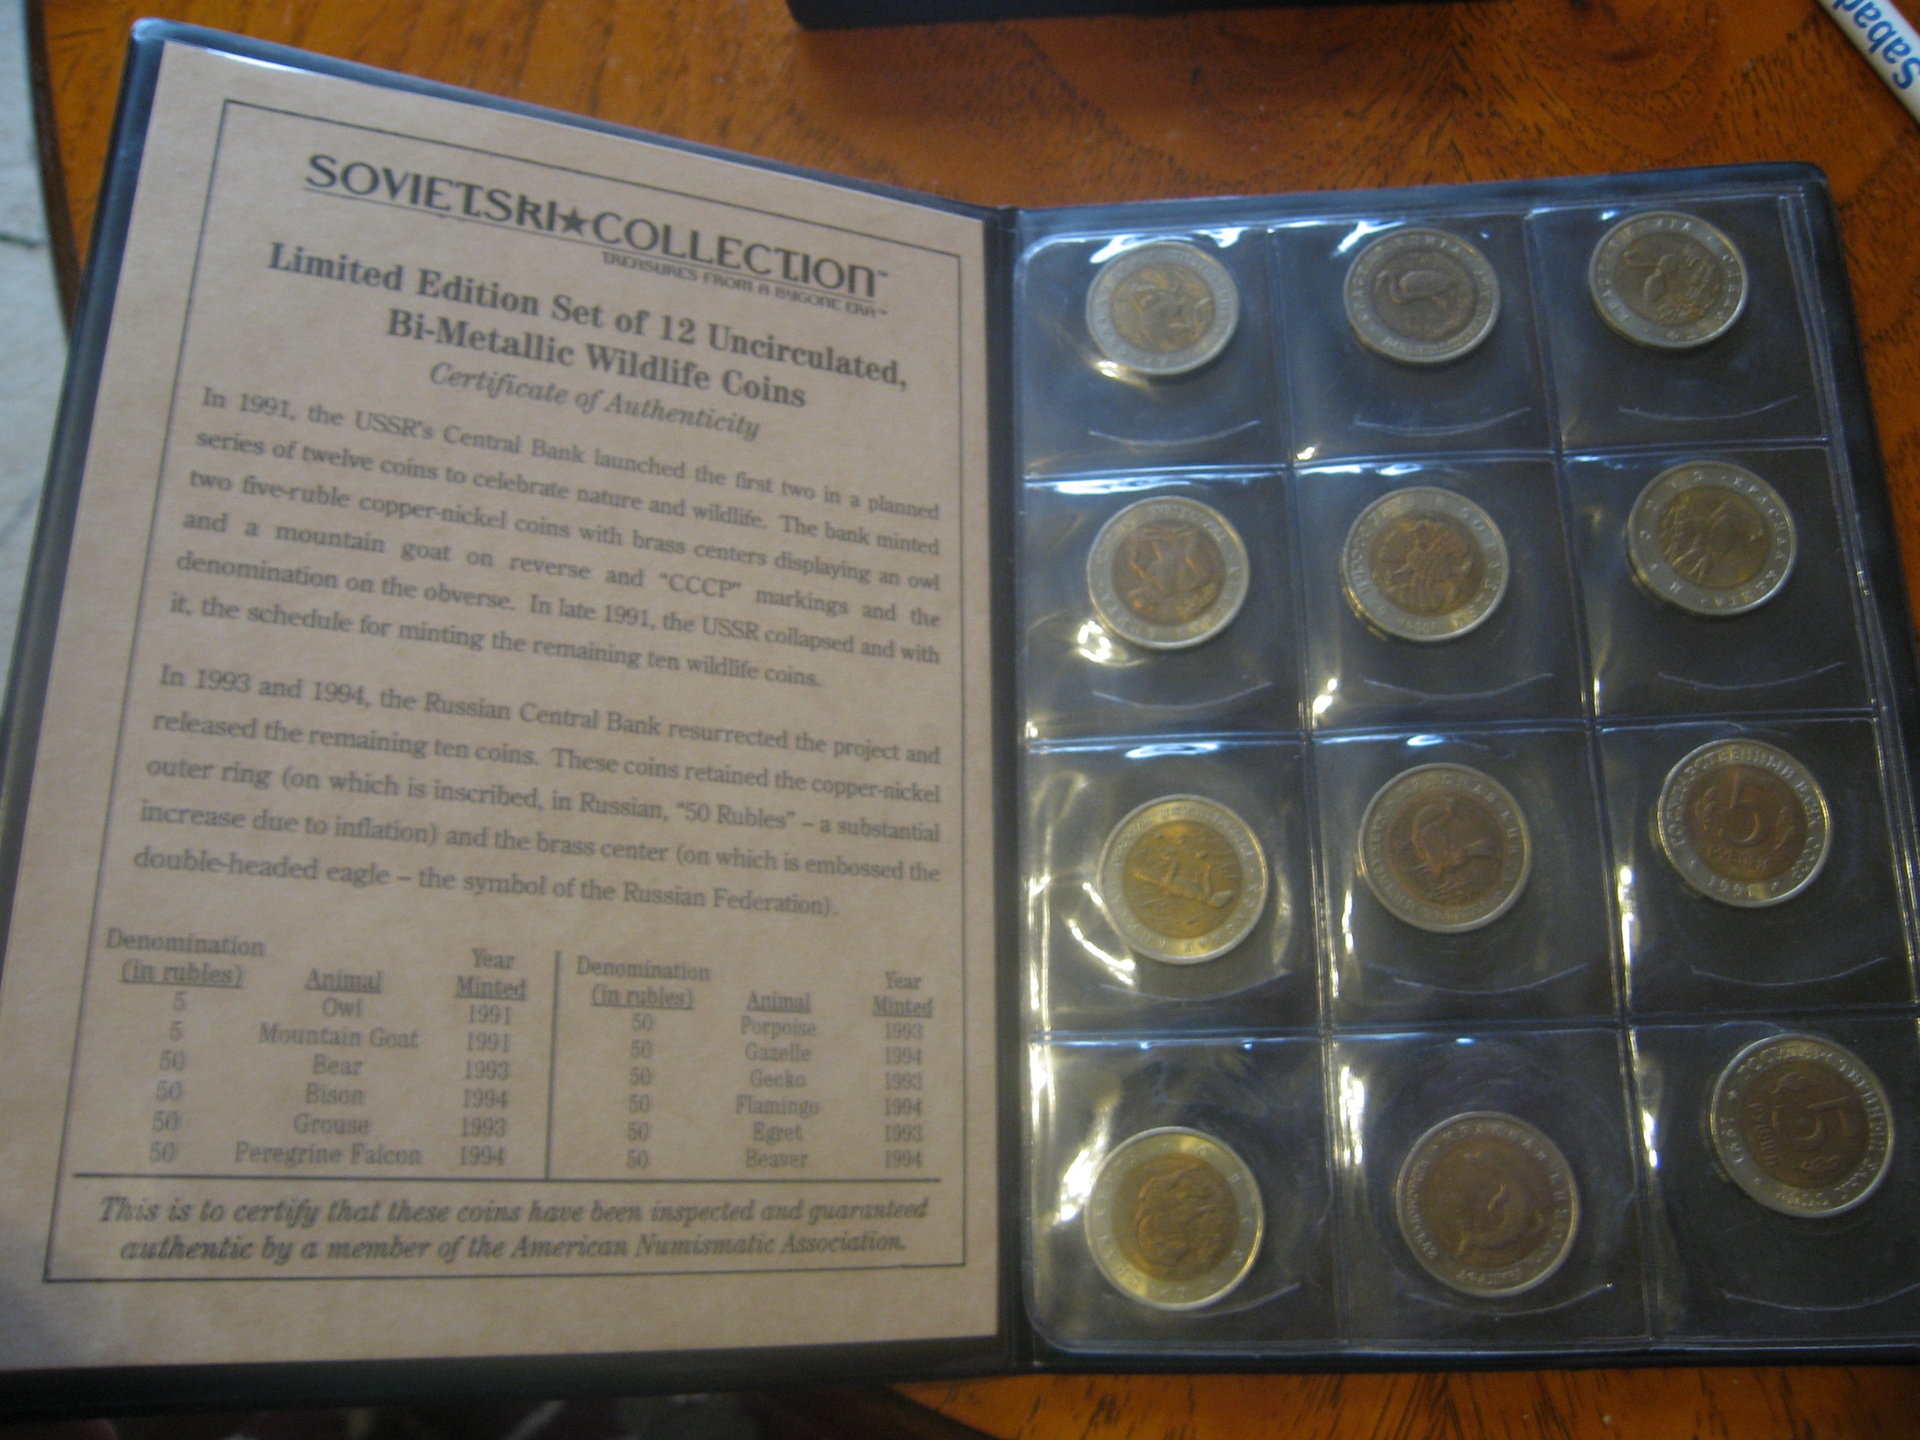 SOVIETSKI★COLLECTION™
TREASURES FROM A BYGONE ERA™
Limited Edition Set of 12 Uncirculated,
Bi-Metallic Wildlife Coins
Certificate of Authenticity
In 1991, the USSR's Central Bank launched the first two in a planned
series of twelve coins to celebrate nature and wildlife. The bank minted
two five-ruble copper-nickel coins with brass centers displaying an owl
and a mountain goat on reverse and "CCCP" markings and the
denomination on the obverse. In late 1991, the USSR collapsed and with
it, the schedule for minting the remaining ten wildlife coins.
In 1993 and 1994, the Russian Central Bank resurrected the project and
released the remaining ten coins. These coins retained the copper-nickel
outer ring (on which is inscribed, in Russian, "50 Rubles" – a substantial
increase due to inflation) and the brass center (on which is embossed the
double-headed eagle – the symbol of the Russian Federation).
Denomination (in rubles) Animal Year Minted
5 Owl 1991
5 Mountain Goat 1991
50 Bear 1993
50 Bison 1994
50 Grouse 1993
50 Peregrine Falcon 1994
Denomination (in rubles) Animal Year Minted
50 Porpoise 1993
50 Gazelle 1994
50 Gecko 1993
50 Flamingo 1994
50 Egret 1993
50 Beaver 1994
This is to certify that these coins have been inspected and guaranteed
authentic by a member of the American Numismatic Association.
ГОСУДАРСТВЕННЫЙ БАНК СССР
5
1991
ГОСУДАРСТВЕННЫЙ БАНК СССР
5
1991